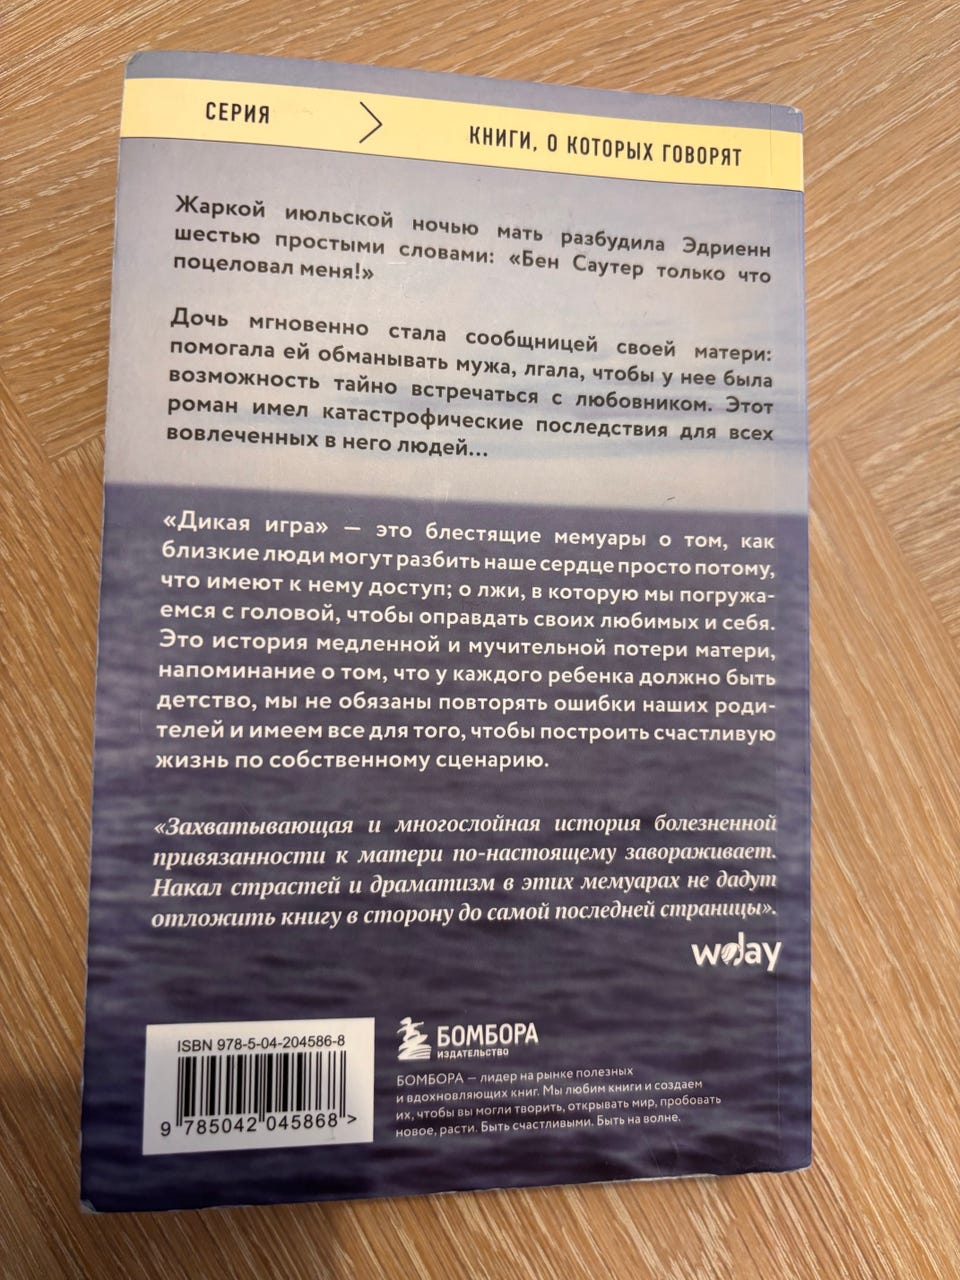 СЕРИЯ
КНИГИ, О КОТОРЫХ ГОВОРЯТ
Жаркой июльской ночью мать разбудила Эдриенн
шестью простыми словами: «Бен Саутер только что
поцеловал меня!»
Дочь мгновенно стала сообщницей своей матери:
помогала ей обманывать мужа, лгала, чтобы у нее была
возможность тайно встречаться с любовником. Этот
роман имел катастрофические последствия для всех
вовлеченных в него людей...
«Дикая игра» — это блестящие мемуары о том, как
близкие люди могут разбить наше сердце просто потому,
что имеют к нему доступ; о лжи, в которую мы погружа-
емся с головой, чтобы оправдать своих любимых и себя.
Это история медленной и мучительной потери матери,
напоминание о том, что у каждого ребенка должно быть
детство, мы не обязаны повторять ошибки наших роди-
телей и имеем все для того, чтобы построить счастливую
жизнь по собственному сценарию.
«Захватывающая и многослойная история болезненной
привязанности к матери по-настоящему завораживает.
Накал страстей и драматизм в этих мемуарах не дадут
отложить книгу в сторону до самой последней страницы».
wday
ISBN 978-5-04-204586-8
9 785042 045868 >
БОМБОРА
ИЗДАТЕЛЬСТВО
БОМБОРА — лидер на рынке полезных
и вдохновляющих книг. Мы любим книги и создаем
их, чтобы вы могли творить, открывать мир, пробовать
новое, расти. Быть счастливыми. Быть на волне.